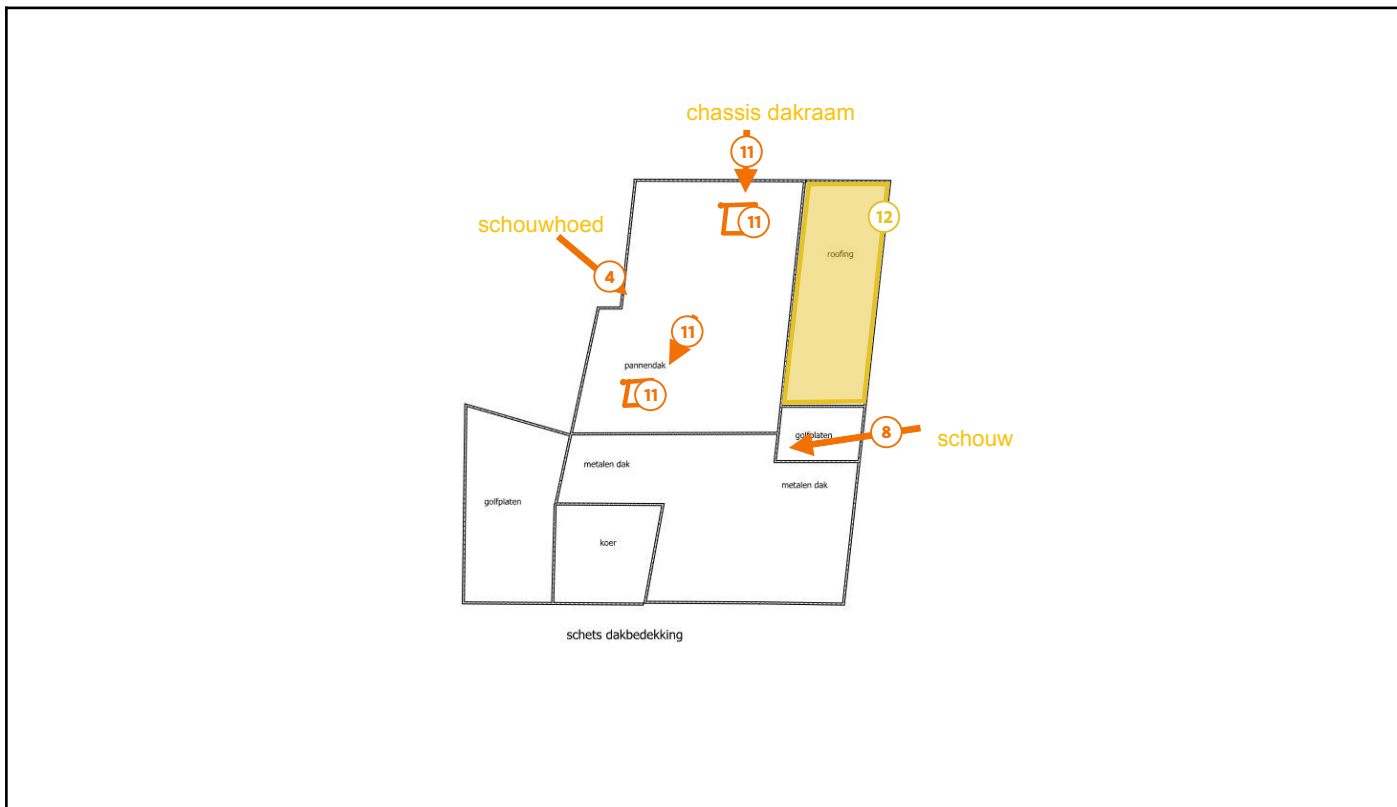 chassis dakraam
11
11
12
schouwhoed
roofing
4
11
pannendak
11
golfplaten
8
schouw
metalen dak
metalen dak
golfplaten
koer
schets dakbedekking